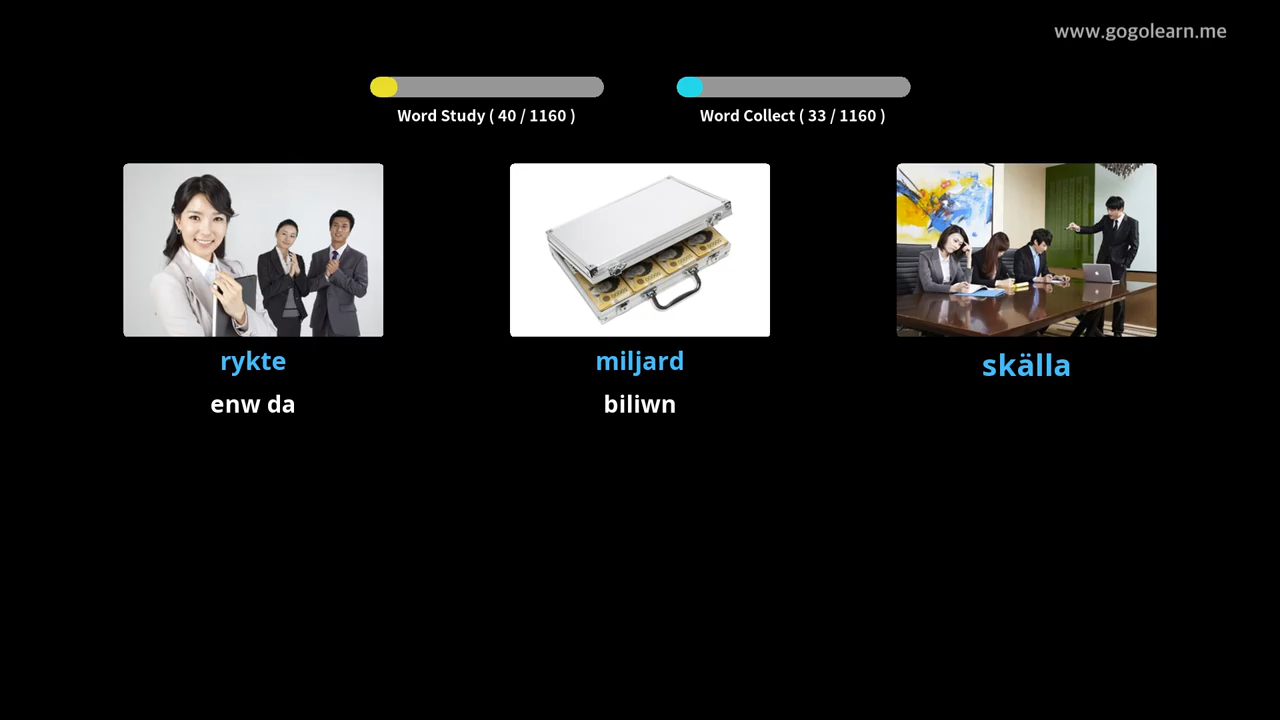 www.gogolearn.me
Word Study ( 40 / 1160 )
Word Collect ( 33 / 1160 )
rykte
miljard
skälla
enw da
biliwn